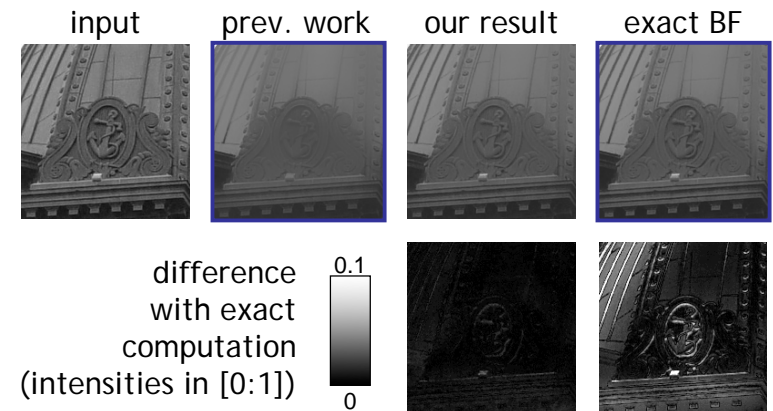 input
prev. work
our result
exact BF
difference
with exact
computation
(intensities in [0:1])
0.1
0